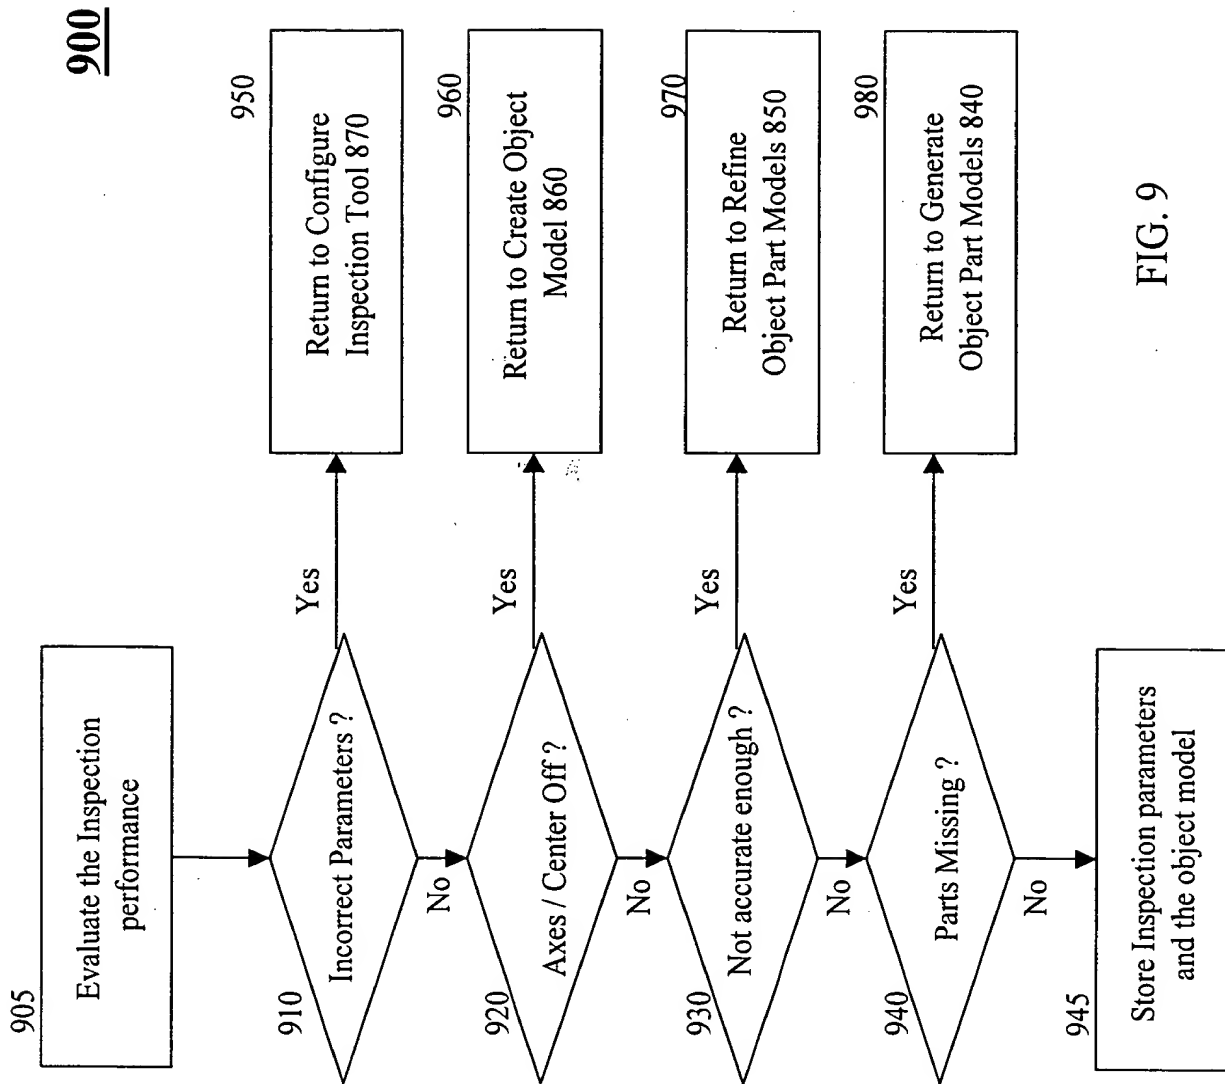 900
905
Evaluate the Inspection
performance
910
Incorrect Parameters ?
Yes
950
Return to Configure
Inspection Tool 870
No
920
Axes / Center Off ?
Yes
960
Return to Create Object
Model 860
No
930
Not accurate enough ?
Yes
970
Return to Refine
Object Part Models 850
No
940
Parts Missing ?
Yes
980
Return to Generate
Object Part Models 840
No
945
Store Inspection parameters
and the object model
FIG. 9